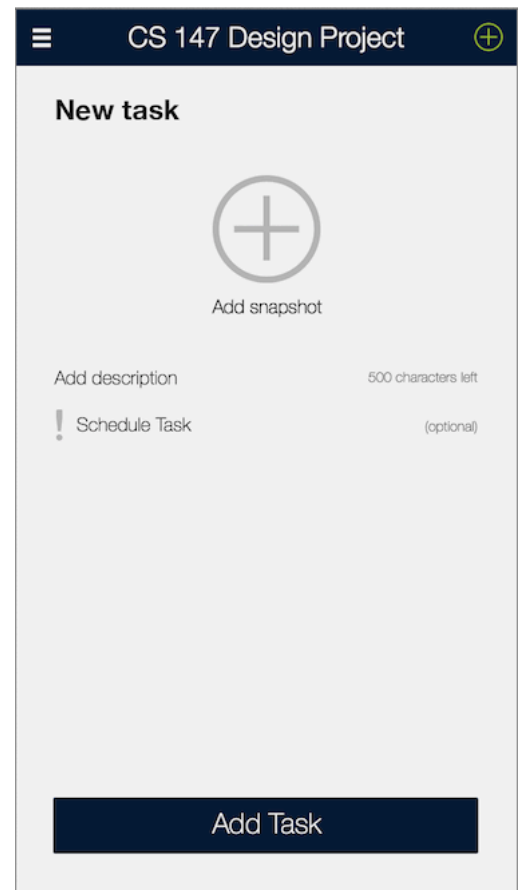 CS 147 Design Project
New task
Add snapshot
Add description 500 characters left
Schedule Task (optional)
Add Task